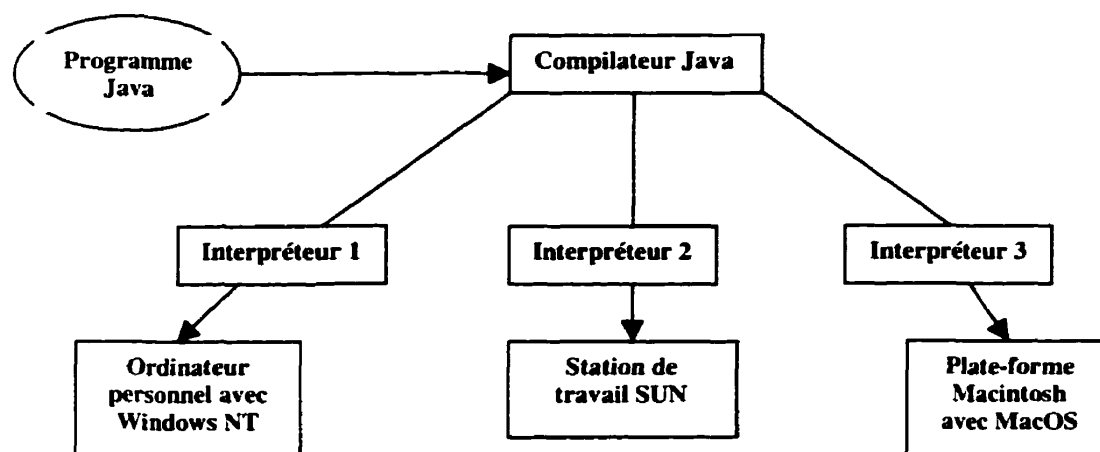 Programme
Java
Compilateur Java
Interpréteur 1
Interpréteur 2
Interpréteur 3
Ordinateur
personnel avec
Windows NT
Station de
travail SUN
Plate-forme
Macintosh
avec MacOS